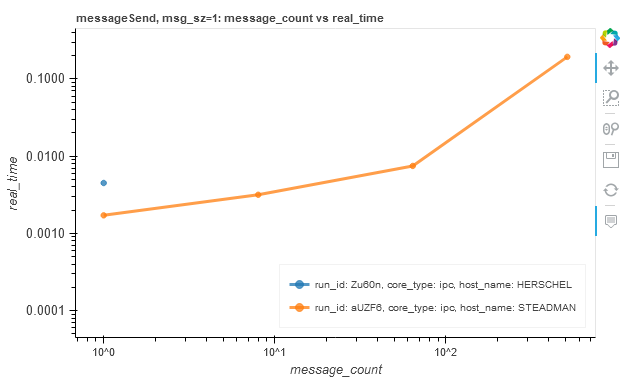 messageSend, msg_sz=1: message_count vs real_time
0.1000
0.0100
0.0010
0.0001
real_time
run_id: Zu60n, core_type: ipc, host_name: HERSCHEL
run_id: aUZF6, core_type: ipc, host_name: STEADMAN
10^0
10^1
10^2
message_count